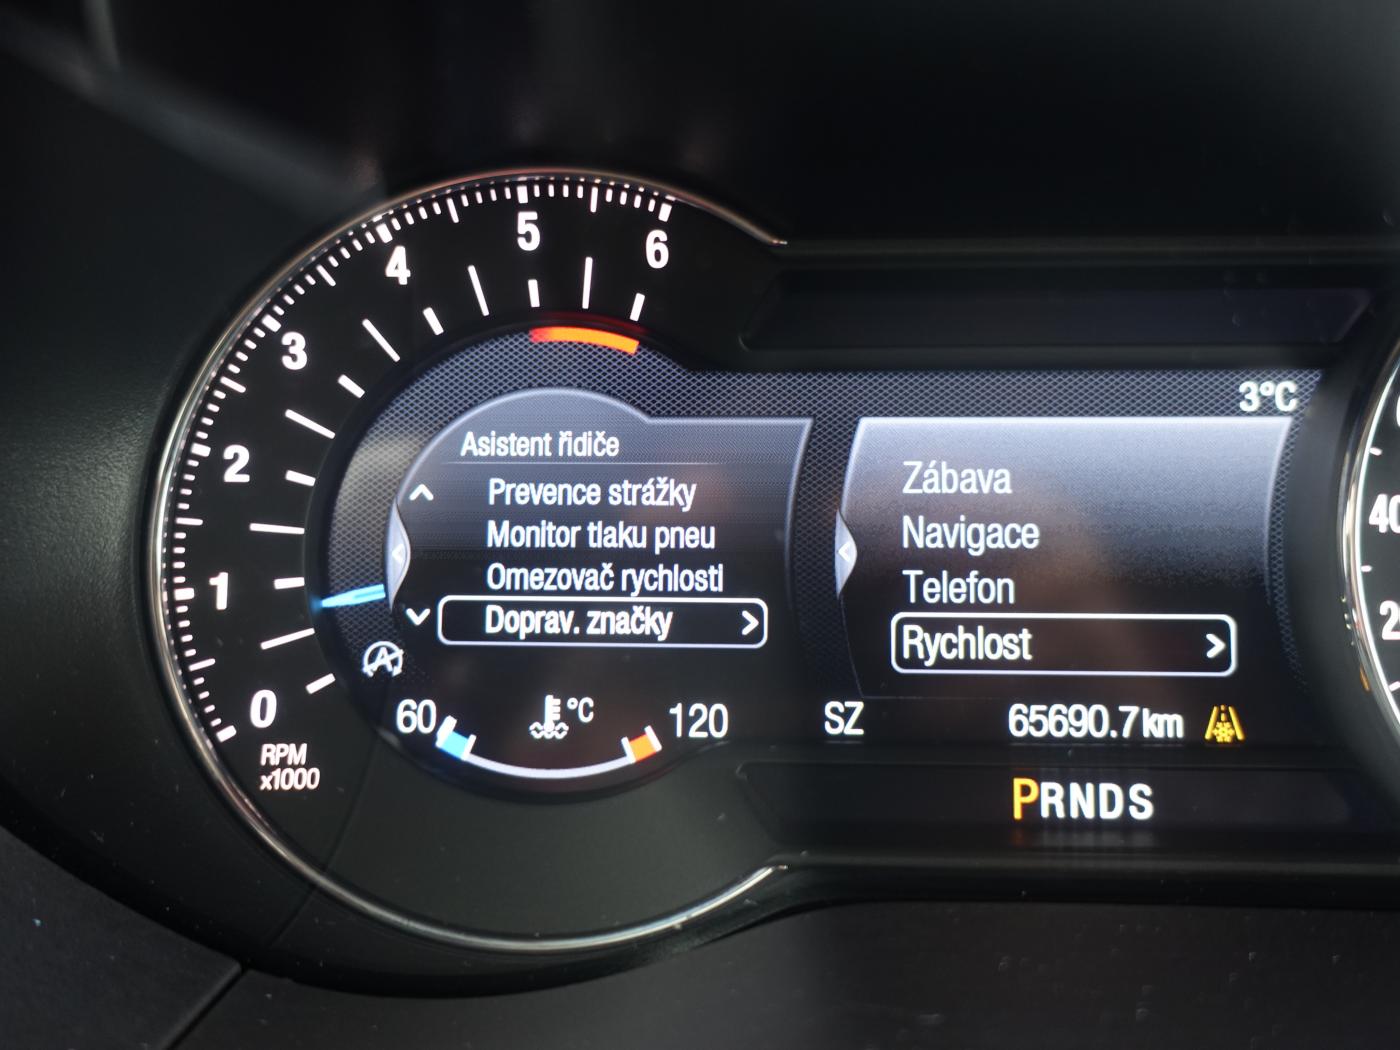 6
5
4
3
2
1
0
RPM
x1000
Asistent řidiče
Prevence strážky
Monitor tlaku pneu
Omezovač rychlosti
Doprav. značky
60
°C
120
3°C
Zábava
Navigace
Telefon
Rychlost
SZ
65690.7 km
PRNDS